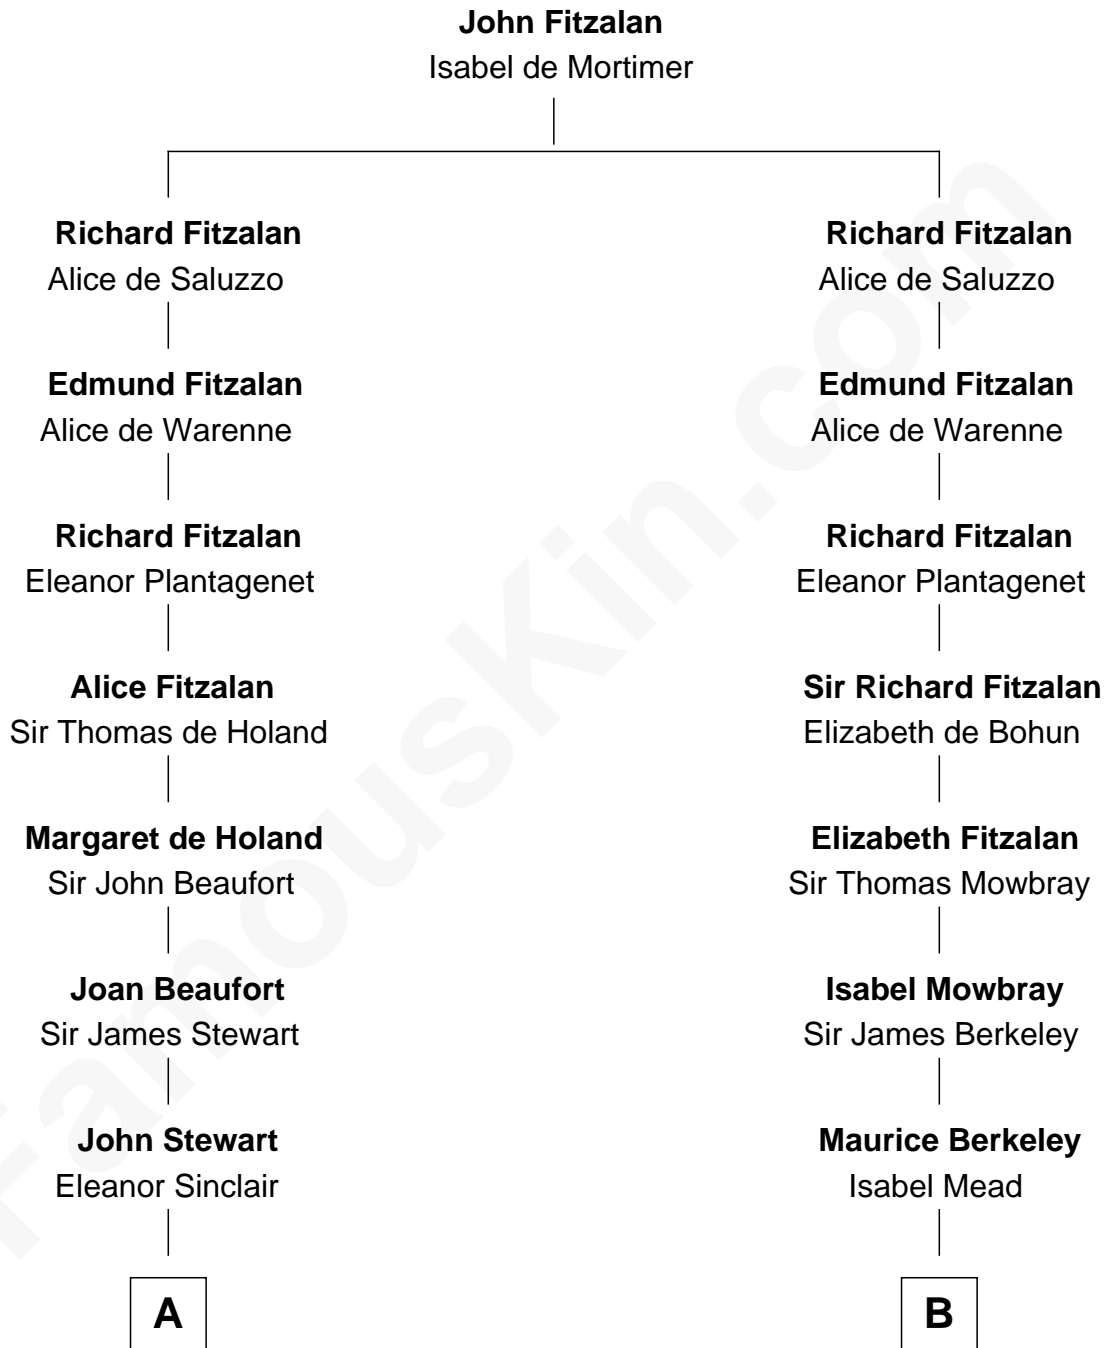 John Fitzalan
Isabel de Mortimer
Richard Fitzalan
Alice de Saluzzo
Richard Fitzalan
Alice de Saluzzo
Edmund Fitzalan
Alice de Warenne
Edmund Fitzalan
Alice de Warenne
Richard Fitzalan
Eleanor Plantagenet
Richard Fitzalan
Eleanor Plantagenet
Alice Fitzalan
Sir Thomas de Holand
Sir Richard Fitzalan
Elizabeth de Bohun
Margaret de Holand
Sir John Beaufort
Elizabeth Fitzalan
Sir Thomas Mowbray
Joan Beaufort
Sir James Stewart
Isabel Mowbray
Sir James Berkeley
John Stewart
Eleanor Sinclair
Maurice Berkeley
Isabel Mead
A
B
FamousKin.com